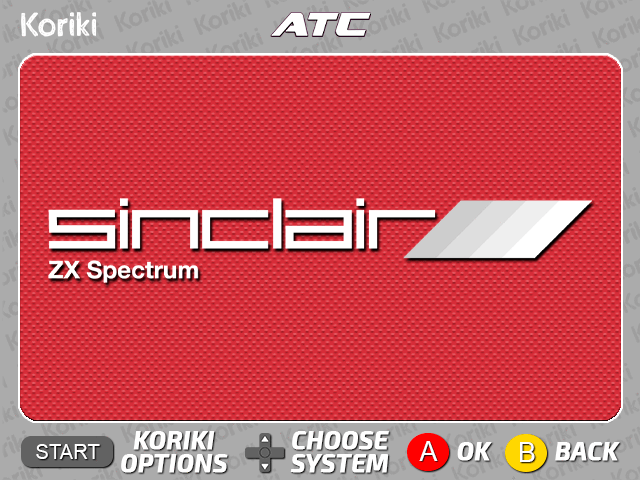 Koriki
ATC
sinclair
ZX Spectrum
START
KORIKI
OPTIONS
CHOOSE
SYSTEM
A
OK
B
BACK